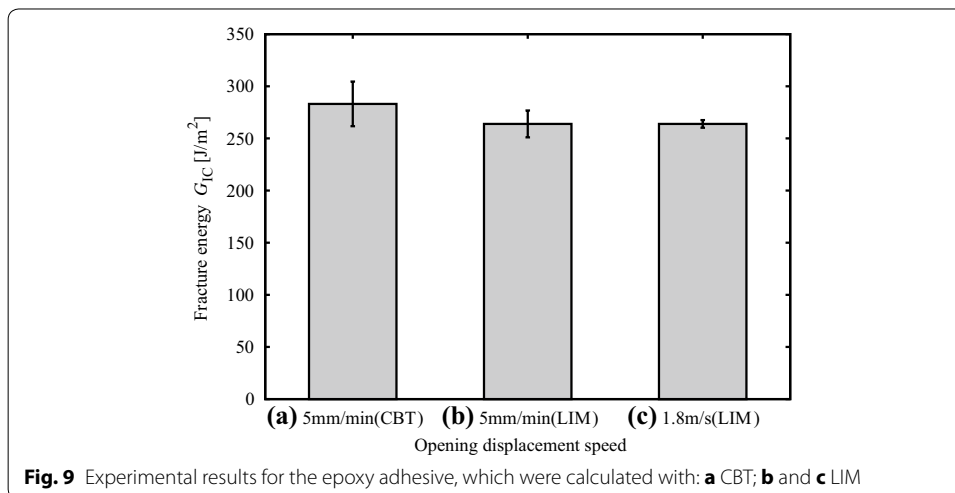 350
300
250
200
150
100
50
0
Fracture energy G_IC [J/m²]
(a) 5mm/min(CBT) (b) 5mm/min(LIM) (c) 1.8m/s(LIM)
Opening displacement speed
Fig. 9 Experimental results for the epoxy adhesive, which were calculated with: a CBT; b and c LIM